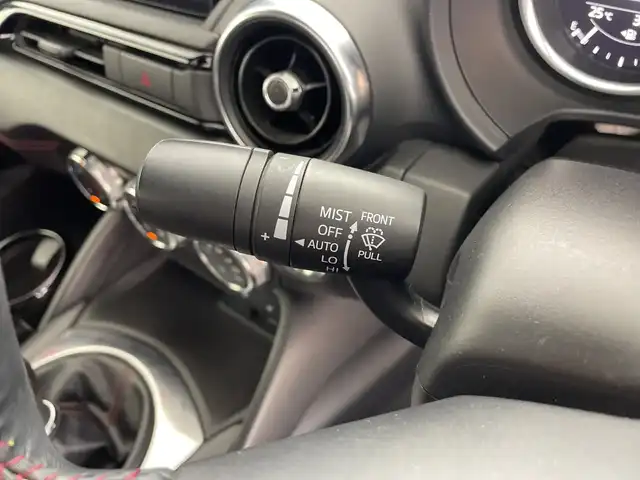 25℃
MIST
FRONT
OFF
AUTO
PULL
LO
HI
+